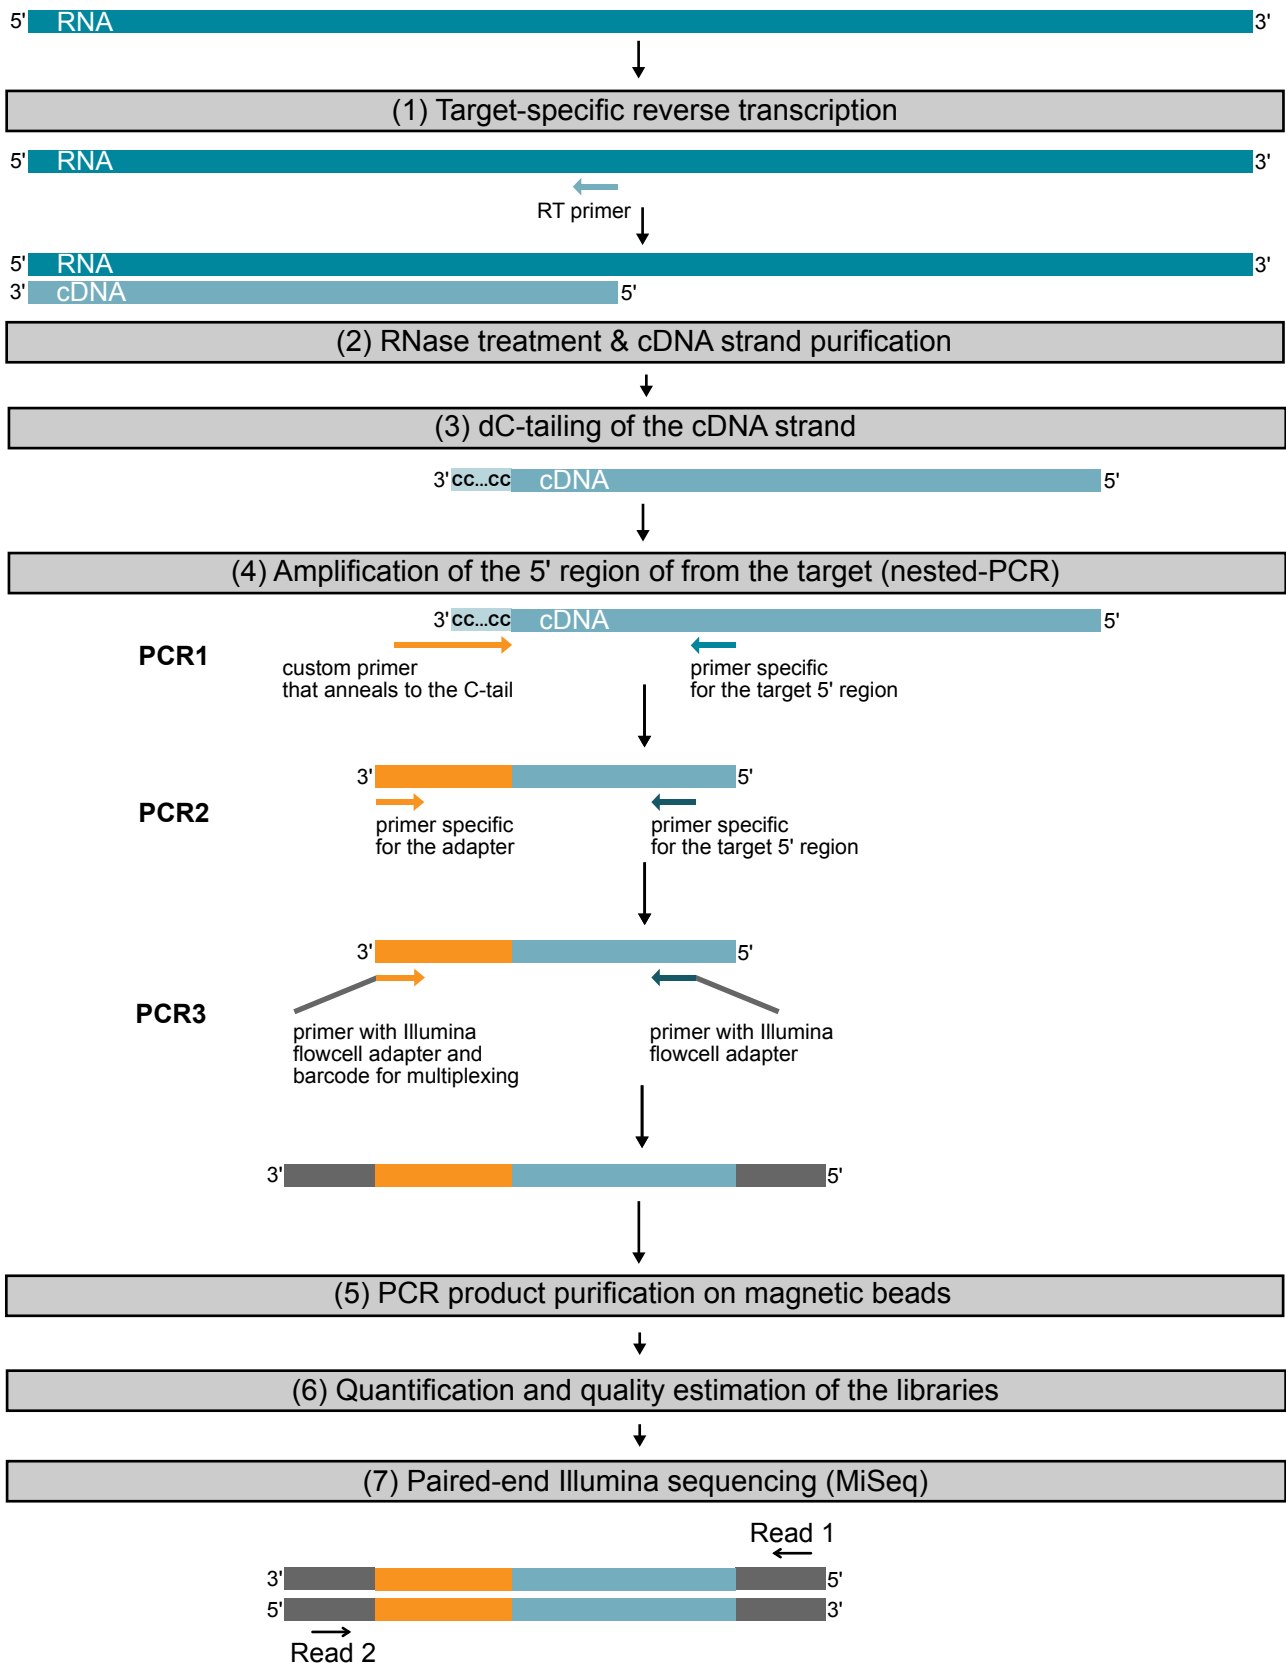 5' RNA 3'
(1) Target-specific reverse transcription
5' RNA 3'
RT primer
5' RNA 3'
3' cDNA 5'
(2) RNase treatment & cDNA strand purification
(3) dC-tailing of the cDNA strand
3' CC...CC cDNA 5'
(4) Amplification of the 5' region of from the target (nested-PCR)
3' CC...CC cDNA 5'
PCR1
custom primer
that anneals to the C-tail
primer specific
for the target 5' region
3' 5'
PCR2
primer specific
for the adapter
primer specific
for the target 5' region
3' 5'
PCR3
primer with Illumina
flowcell adapter and
barcode for multiplexing
primer with Illumina
flowcell adapter
3' 5'
(5) PCR product purification on magnetic beads
(6) Quantification and quality estimation of the libraries
(7) Paired-end Illumina sequencing (MiSeq)
Read 1
3' 5'
5' 3'
Read 2